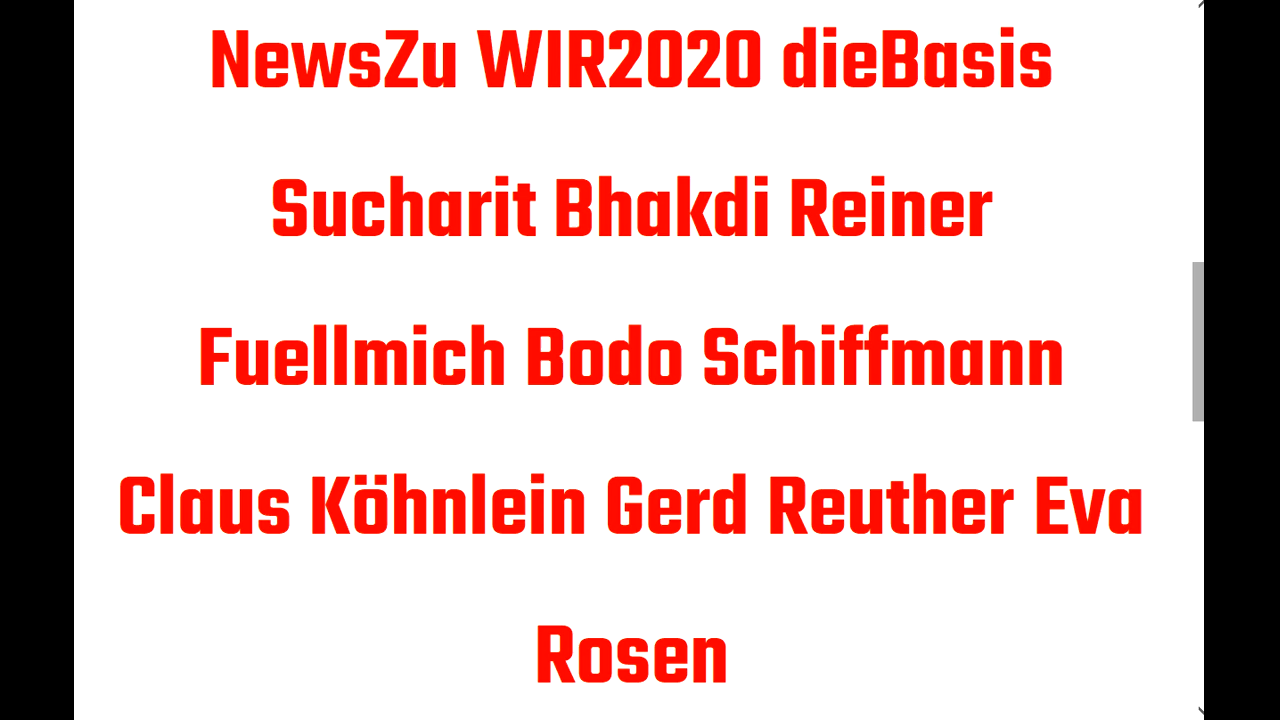 NewsZu WIR2020 dieBasis
Sucharit Bhakdi Reiner
Fuellmich Bodo Schiffmann
Claus Köhnlein Gerd Reuther Eva
Rosen